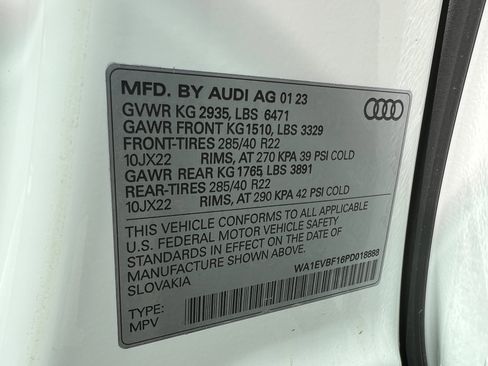 MFD. BY AUDI AG 01 23
GVWR KG 2935, LBS 6471
GAWR FRONT KG1510, LBS 3329
FRONT-TIRES 285/40 R22
10JX22 RIMS, AT 270 KPA 39 PSI COLD
GAWR REAR KG 1765, LBS 3891
REAR-TIRES 285/40 R22
10JX22 RIMS, AT 290 KPA 42 PSI COLD
THIS VEHICLE CONFORMS TO ALL APPLICABLE
U.S. FEDERAL MOTOR VEHICLE SAFETY
STANDARDS IN EFFECT ON THE DATE OF
MANUFACTURE SHOWN ABOVE.
SLOVAKIA WA1EVBF16PD018888
TYPE:
MPV